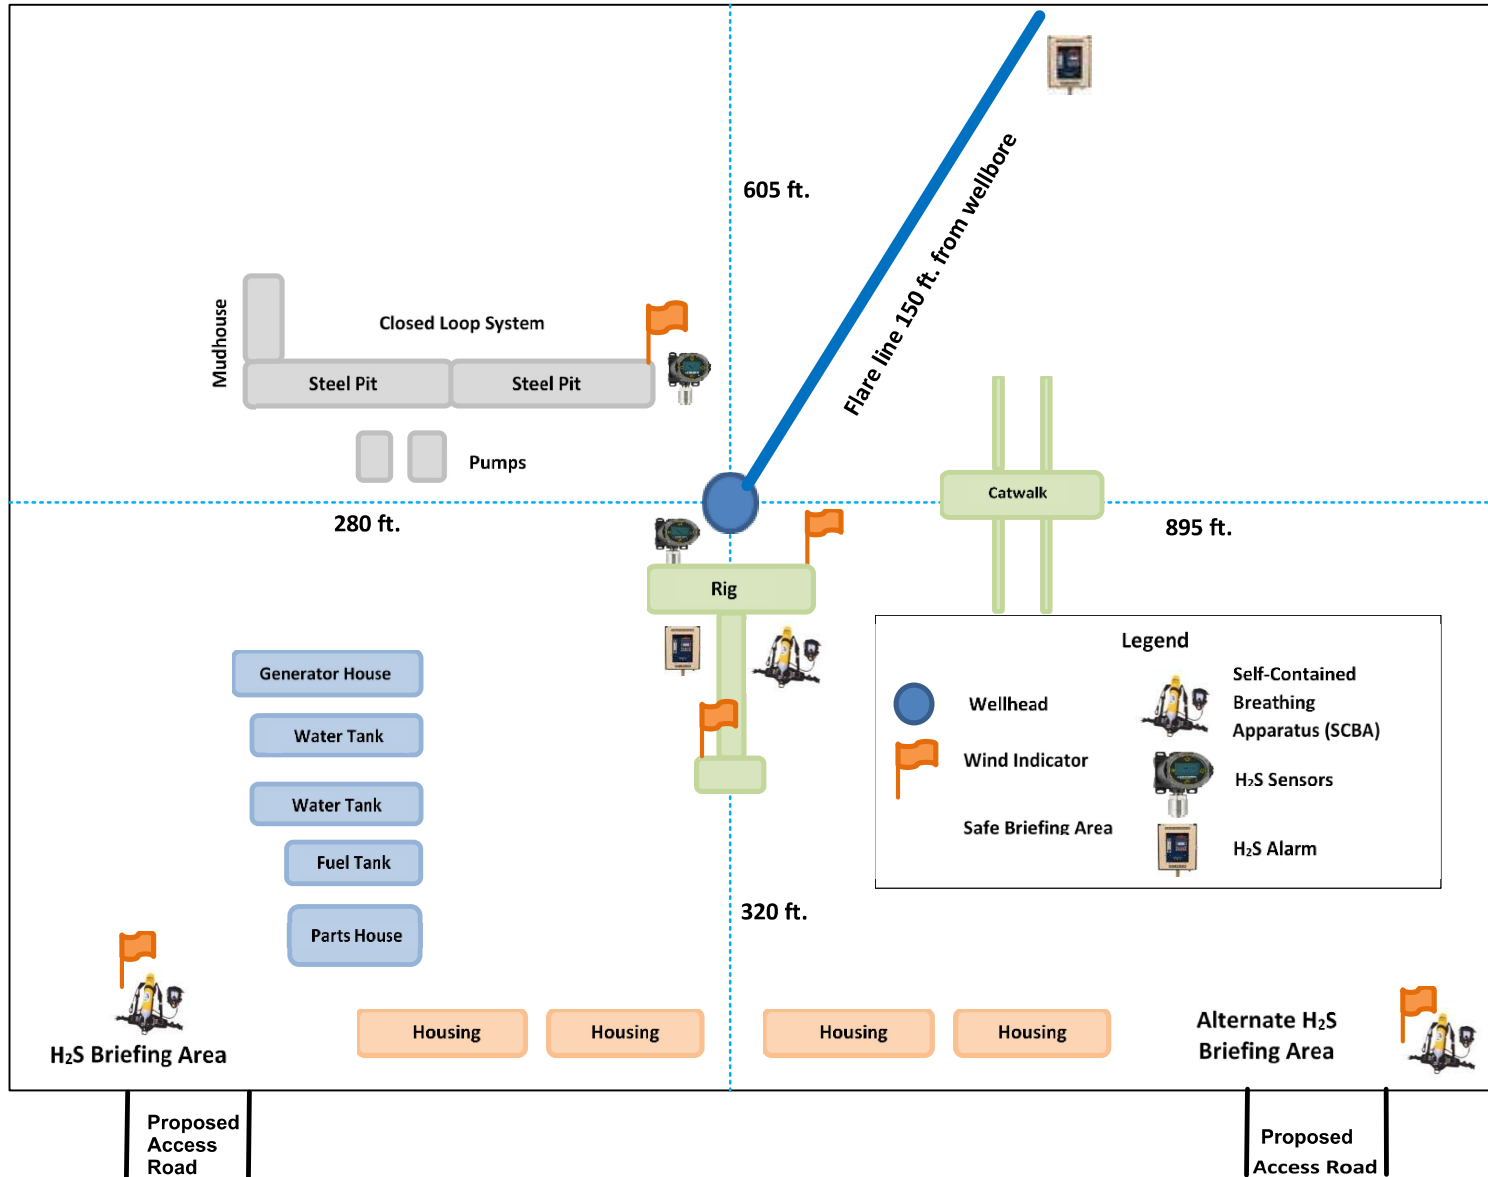 605 ft.
Flare line 150 ft. from wellbore
Mudhouse
Closed Loop System
Steel Pit
Steel Pit
Pumps
Catwalk
280 ft.
895 ft.
Rig
Legend
Wellhead
Self-Contained
Breathing
Apparatus (SCBA)
Wind Indicator
H₂S Sensors
Safe Briefing Area
H₂S Alarm
Generator House
Water Tank
Water Tank
Fuel Tank
Parts House
320 ft.
H₂S Briefing Area
Housing
Housing
Housing
Housing
Alternate H₂S
Briefing Area
Proposed
Access
Road
Proposed
Access Road